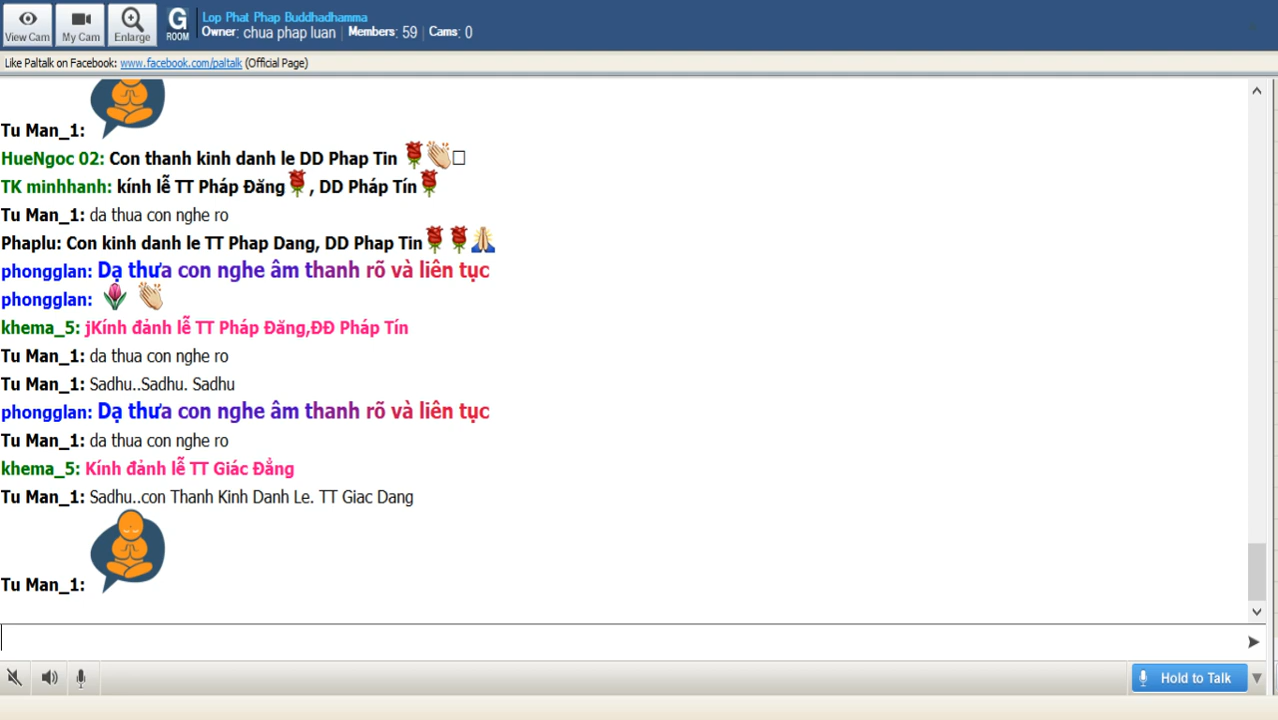 View Cam
My Cam
Enlarge
G
ROOM
Lop Phat Phap Buddhadhamma
Owner: chua phap luan | Members: 59 | Cams: 0
Like Paltalk on Facebook: www.facebook.com/paltalk (Official Page)
Tu Man_1:
HueNgoc 02: Con thanh kinh danh le DD Phap Tin
TK minhhanh: kính lễ TT Pháp Đăng, DD Pháp Tín
Tu Man_1: da thua con nghe ro
Phaplu: Con kinh danh le TT Phap Dang, DD Phap Tin
phongglan: Dạ thưa con nghe âm thanh rõ và liên tục
phongglan:
khema_5: jKính đảnh lễ TT Pháp Đăng,ĐĐ Pháp Tín
Tu Man_1: da thua con nghe ro
Tu Man_1: Sadhu..Sadhu. Sadhu
phongglan: Dạ thưa con nghe âm thanh rõ và liên tục
Tu Man_1: da thua con nghe ro
khema_5: Kính đảnh lễ TT Giác Đẳng
Tu Man_1: Sadhu..con Thanh Kinh Danh Le. TT Giac Dang
Tu Man_1:
Hold to Talk